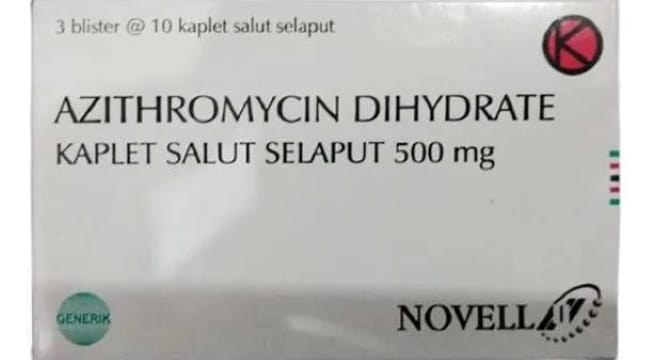 3 blister @ 10 kaplet salut selaput
K
AZITHROMYCIN DIHYDRATE
KAPLET SALUT SELAPUT 500 mg
GENERIK
NOVELL